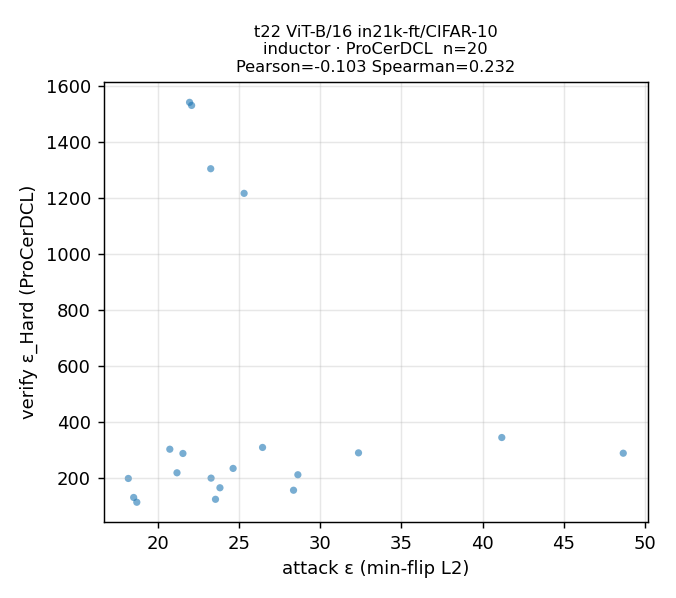 t22 ViT-B/16 in21k-ft/CIFAR-10
inductor · ProCerDCL  n=20
Pearson=-0.103 Spearman=0.232
1600
1400
1200
1000
800
600
400
200
verify ε_Hard (ProCerDCL)
20 25 30 35 40 45 50
attack ε (min-flip L2)